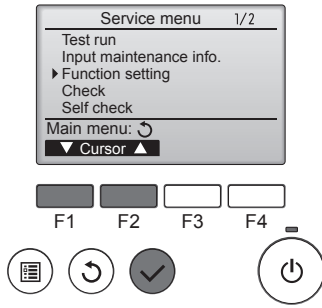 Service menu 1/2
Test run
Input maintenance info.
Function setting
Check
Self check
Main menu:
▼ Cursor ▲
F1 F2 F3 F4